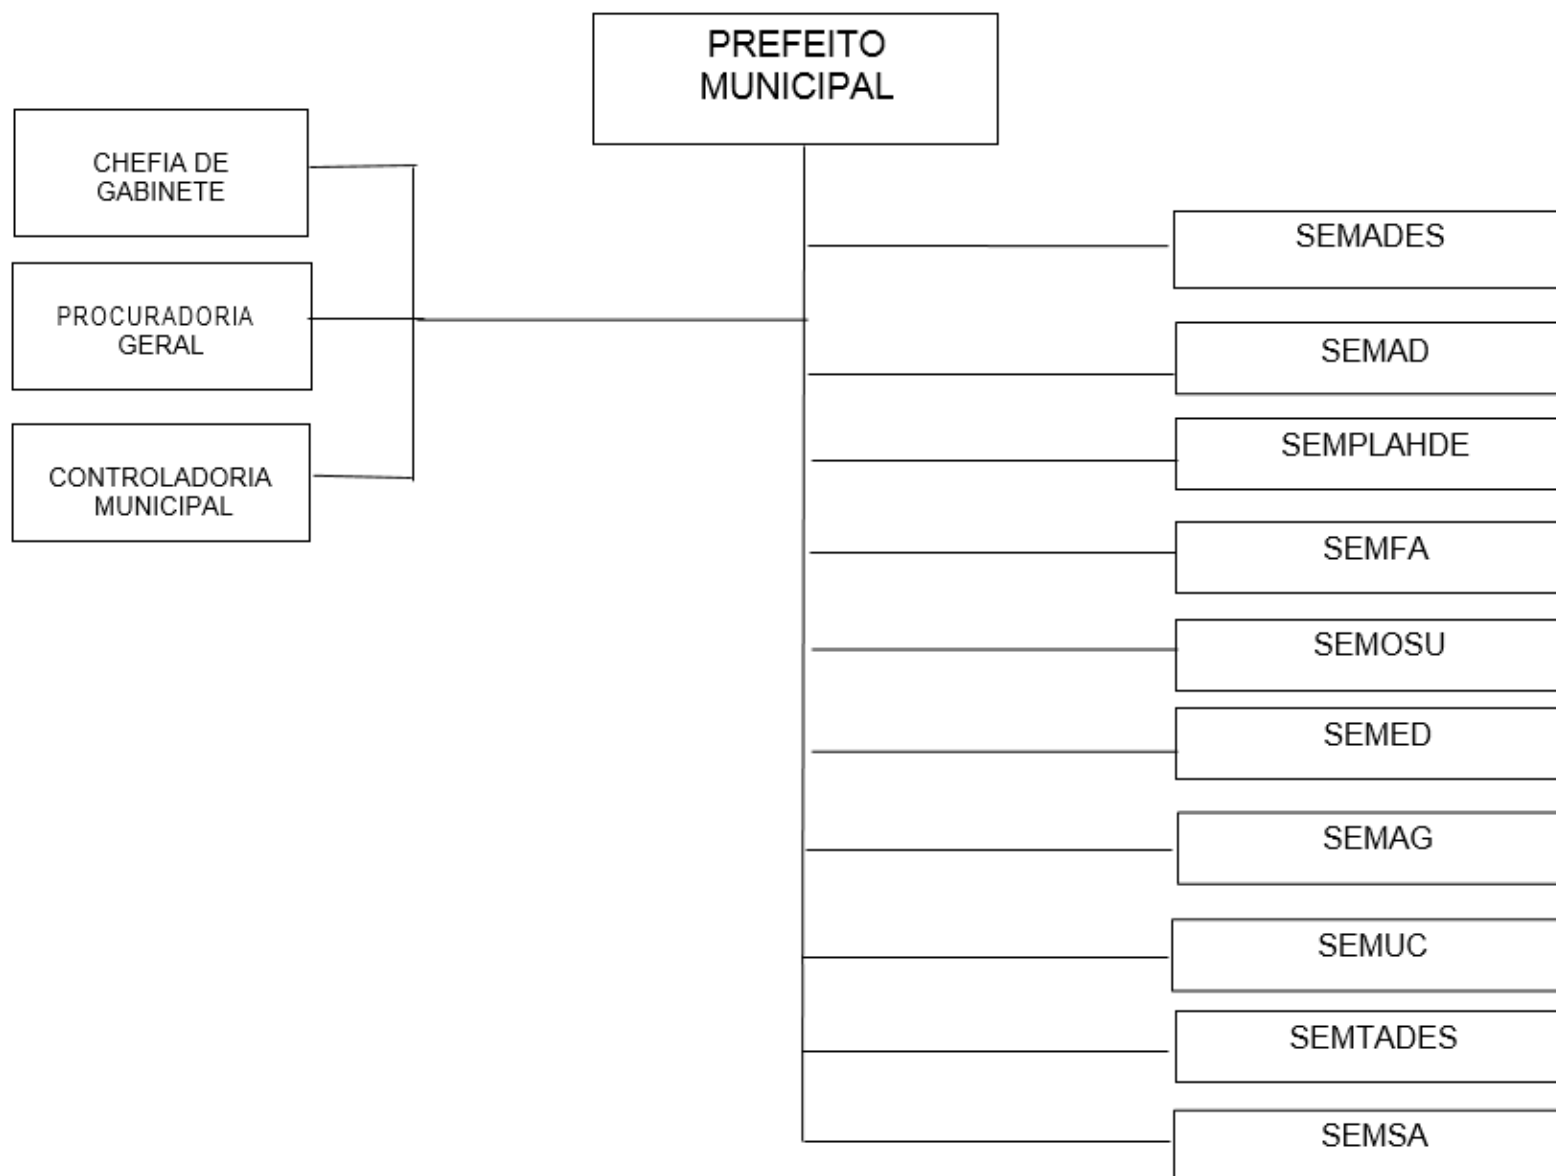 PREFEITO
MUNICIPAL
CHEFIA DE
GABINETE
PROCURADORIA
GERAL
CONTROLADORIA
MUNICIPAL
SEMADES
SEMAD
SEMPLAHDE
SEMFA
SEMOSU
SEMED
SEMAG
SEMUC
SEMTADES
SEMSA